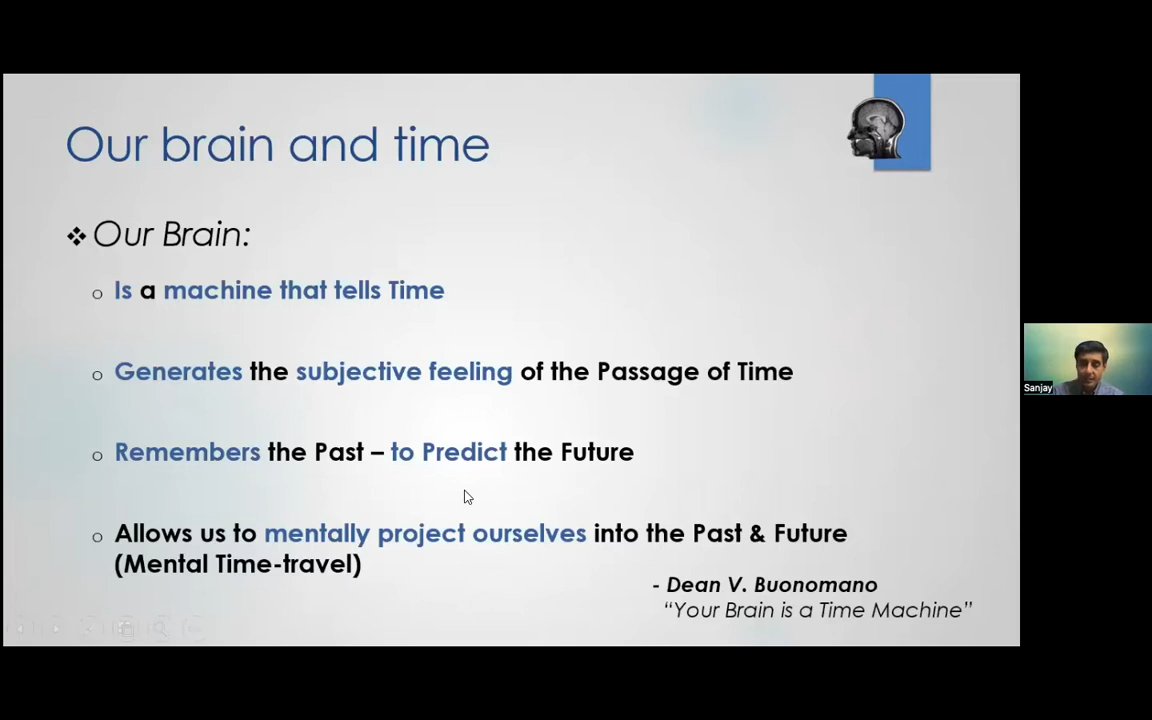 Our brain and time
❖ Our Brain:
o Is a machine that tells Time
o Generates the subjective feeling of the Passage of Time
o Remembers the Past – to Predict the Future
o Allows us to mentally project ourselves into the Past & Future
(Mental Time-travel)
- Dean V. Buonomano
“Your Brain is a Time Machine”
Sanjay